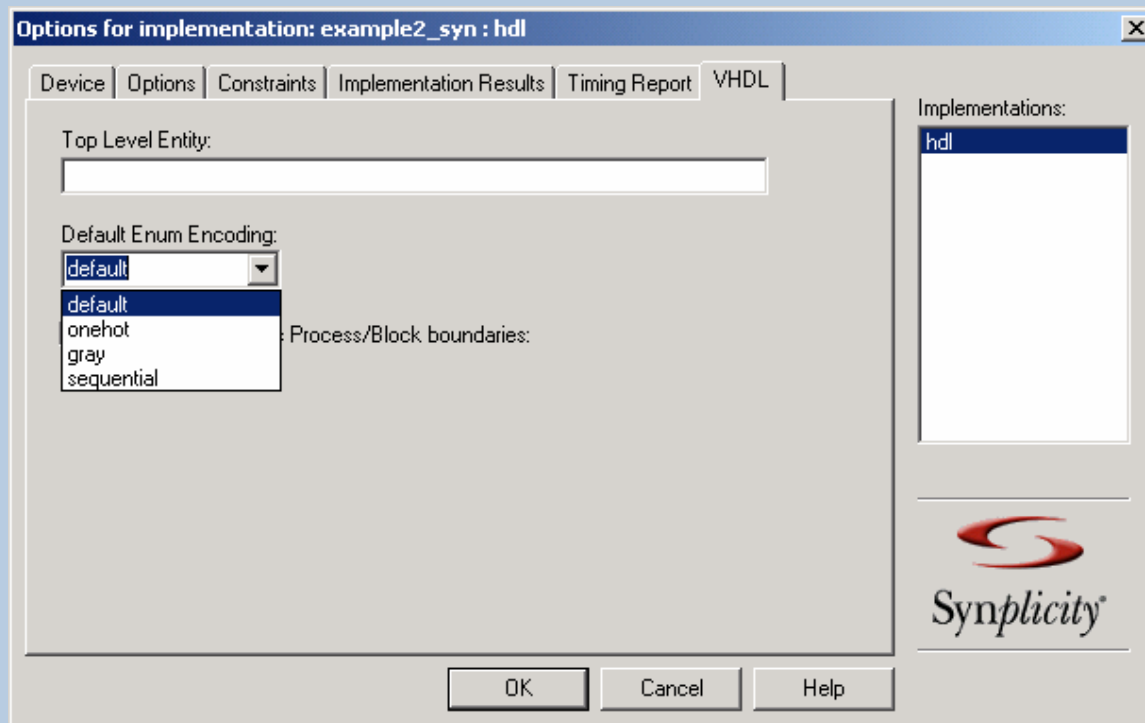 Options for implementation: example2_syn : hdl
Device Options Constraints Implementation Results Timing Report VHDL
Top Level Entity:
Default Enum Encoding:
default
default
onehot
gray
sequential
Process/Block boundaries:
Implementations:
hdl
Synplicity®
OK Cancel Help